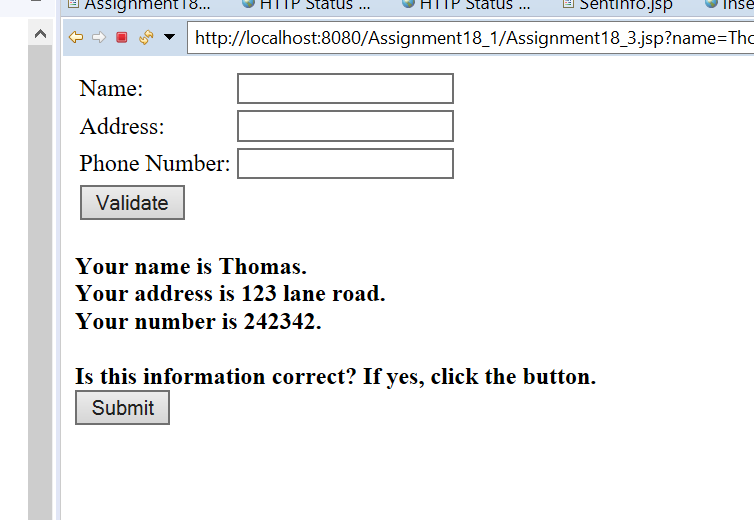 Assignment18... HTTP Status ... HTTP Status ... SentInfo.jsp Inse
http://localhost:8080/Assignment18_1/Assignment18_3.jsp?name=Tho
Name:
Address:
Phone Number:
Validate
Your name is Thomas.
Your address is 123 lane road.
Your number is 242342.
Is this information correct? If yes, click the button.
Submit